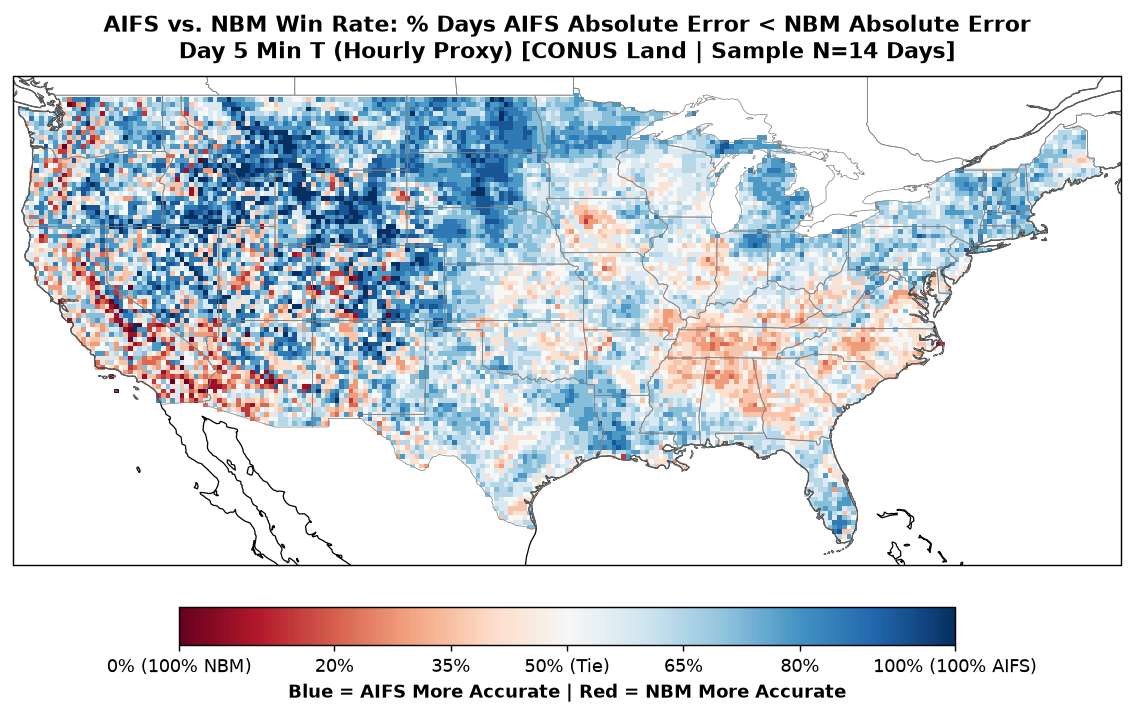 AIFS vs. NBM Win Rate: % Days AIFS Absolute Error < NBM Absolute Error
Day 5 Min T (Hourly Proxy) [CONUS Land | Sample N=14 Days]
0% (100% NBM) 20% 35% 50% (Tie) 65% 80% 100% (100% AIFS)
Blue = AIFS More Accurate | Red = NBM More Accurate